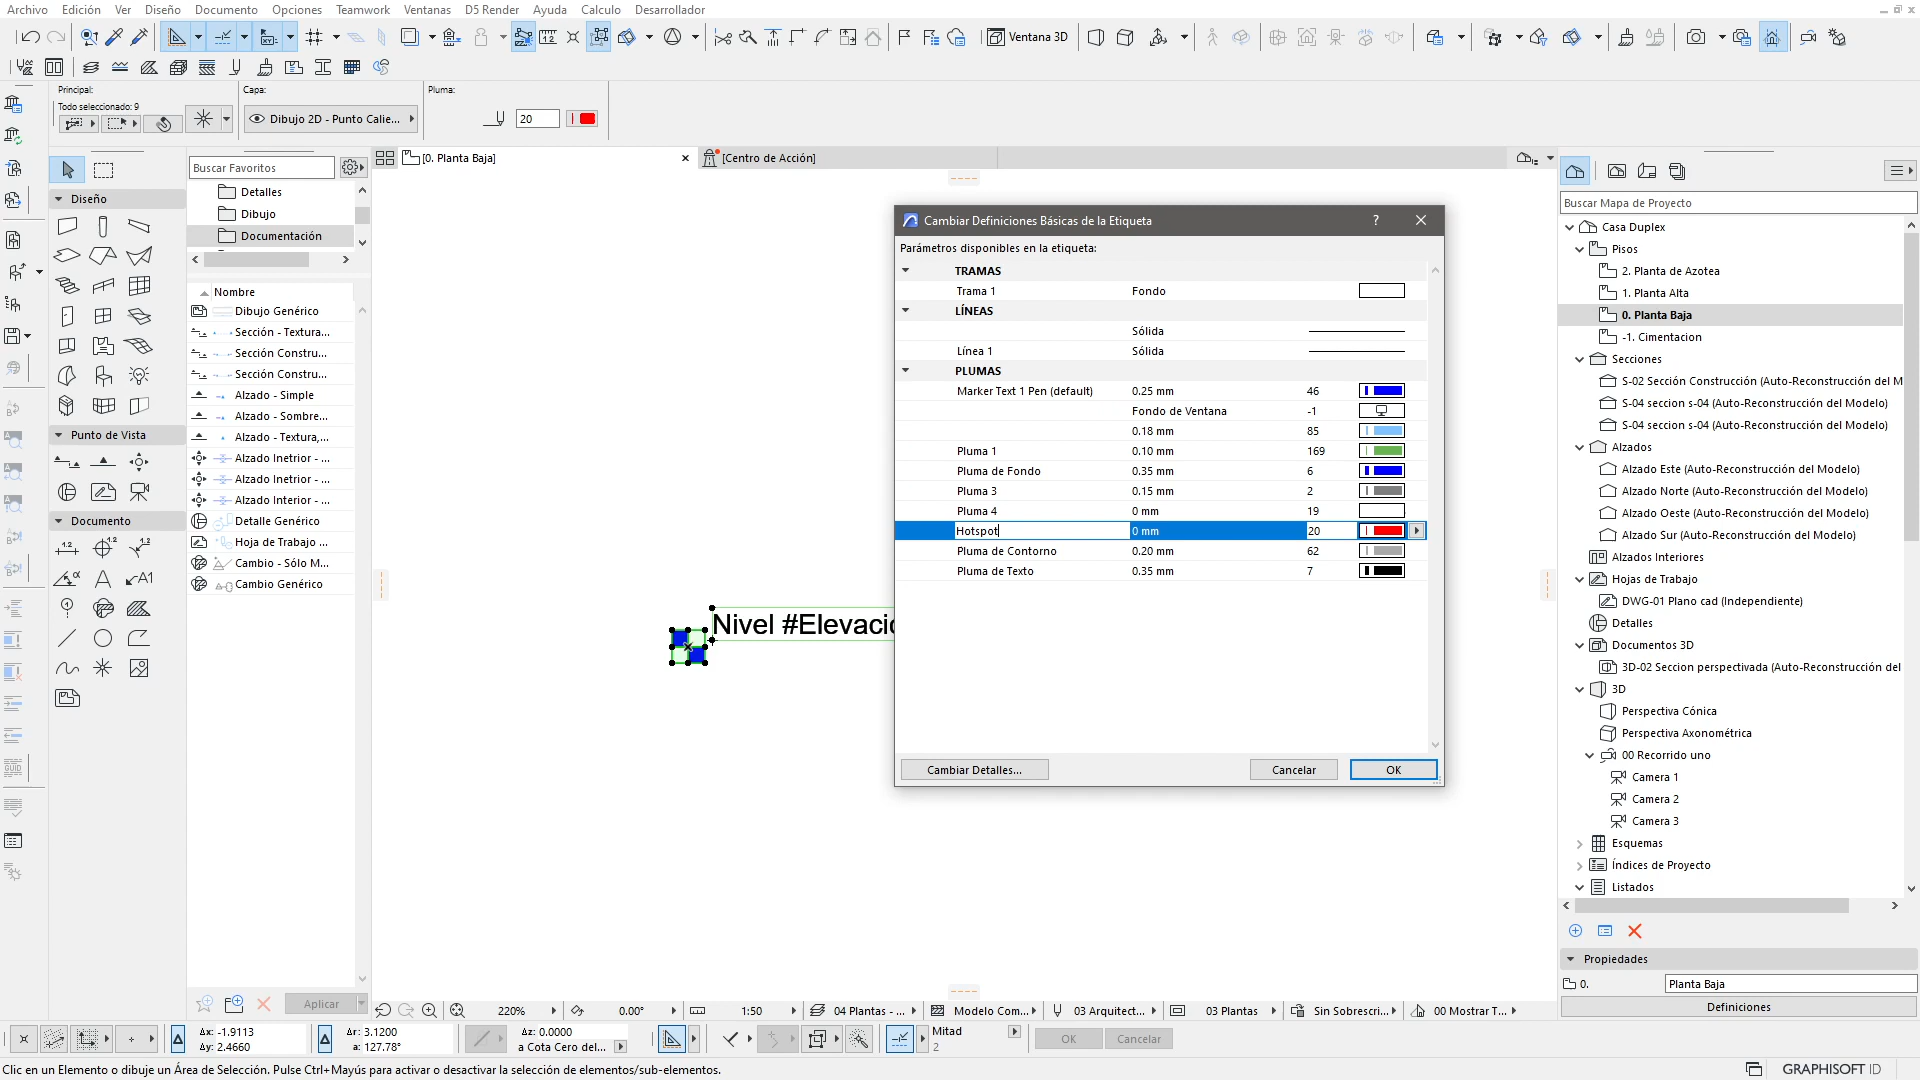 Archivo Edición Ver Diseño Documento Opciones Teamwork Ventanas D5 Render Ayuda Calculo Desarrollador
Ventana 3D
Principal:
Todo seleccionado: 9
Capa:
Dibujo 2D - Punto Calie...
Pluma:
20
Buscar Favoritos
Detalles
Dibujo
Documentación
Nombre
Dibujo Genérico
Sección - Textura...
Sección Constru...
Sección Constru...
Alzado - Simple
Alzado - Sombre...
Alzado - Textura,...
Alzado Inetrior - ...
Alzado Inetrior - ...
Alzado Interior - ...
Detalle Genérico
Hoja de Trabajo ...
Cambio - Sólo M...
Cambio Genérico
Aplicar
Diseño
Punto de Vista
Documento
[0. Planta Baja]
[Centro de Acción]
Nivel #Elevacio
Cambiar Definiciones Básicas de la Etiqueta ?
Parámetros disponibles en la etiqueta:
TRAMAS
Trama 1 Fondo
LÍNEAS
Sólida
Línea 1 Sólida
PLUMAS
Marker Text 1 Pen (default) 0.25 mm 46
Fondo de Ventana -1
0.18 mm 85
Pluma 1 0.10 mm 169
Pluma de Fondo 0.35 mm 6
Pluma 3 0.15 mm 2
Pluma 4 0 mm 19
Hotspot 0 mm 20
Pluma de Contorno 0.20 mm 62
Pluma de Texto 0.35 mm 7
Cambiar Detalles... Cancelar OK
Buscar Mapa de Proyecto
Casa Duplex
Pisos
2. Planta de Azotea
1. Planta Alta
0. Planta Baja
-1. Cimentacion
Secciones
S-02 Sección Construcción (Auto-Reconstrucción del M
S-04 seccion s-04 (Auto-Reconstrucción del Modelo)
S-04 seccion s-04 (Auto-Reconstrucción del Modelo)
Alzados
Alzado Este (Auto-Reconstrucción del Modelo)
Alzado Norte (Auto-Reconstrucción del Modelo)
Alzado Oeste (Auto-Reconstrucción del Modelo)
Alzado Sur (Auto-Reconstrucción del Modelo)
Alzados Interiores
Hojas de Trabajo
DWG-01 Plano cad (Independiente)
Detalles
Documentos 3D
3D-02 Seccion perspectivada (Auto-Reconstrucción del
3D
Perspectiva Cónica
Perspectiva Axonométrica
00 Recorrido uno
Camera 1
Camera 2
Camera 3
Esquemas
Índices de Proyecto
Listados
Propiedades
0. Planta Baja
Definiciones
220% 0.00° 1:50 04 Plantas - ... Modelo Com... 03 Arquitect... 03 Plantas Sin Sobrescri... 00 Mostrar T...
Δx: -1.9113
Δy: 2.4660
Δr: 3.1200
a: 127.78°
Δz: 0.0000
a Cota Cero del...
Mitad
2
OK Cancelar
Clic en un Elemento o dibuje un Área de Selección. Pulse Ctrl+Mayús para activar o desactivar la selección de elementos/sub-elementos.
GRAPHISOFT ID